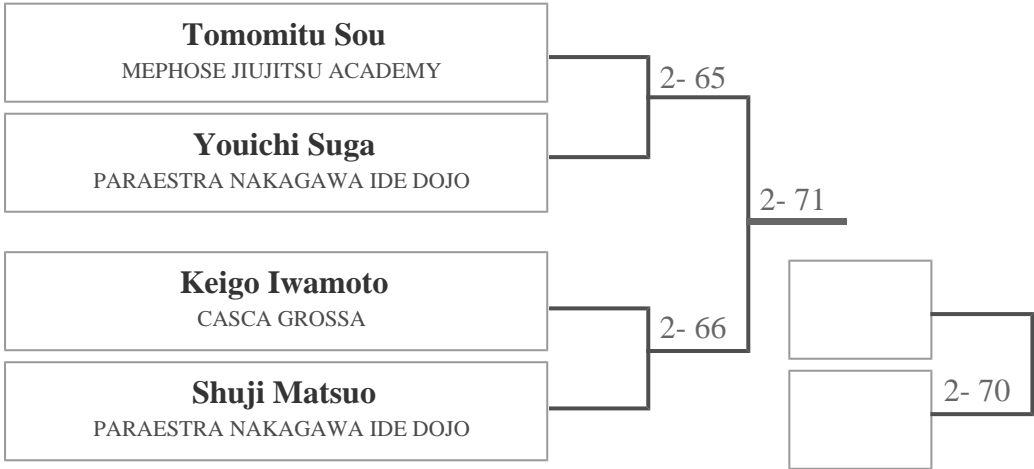 Tomomitu Sou
MEPHOSE JIUJITSU ACADEMY
2- 65
Youichi Suga
PARAESTRA NAKAGAWA IDE DOJO
2- 71
Keigo Iwamoto
CASCA GROSSA
2- 66
Shuji Matsuo
PARAESTRA NAKAGAWA IDE DOJO
2- 70